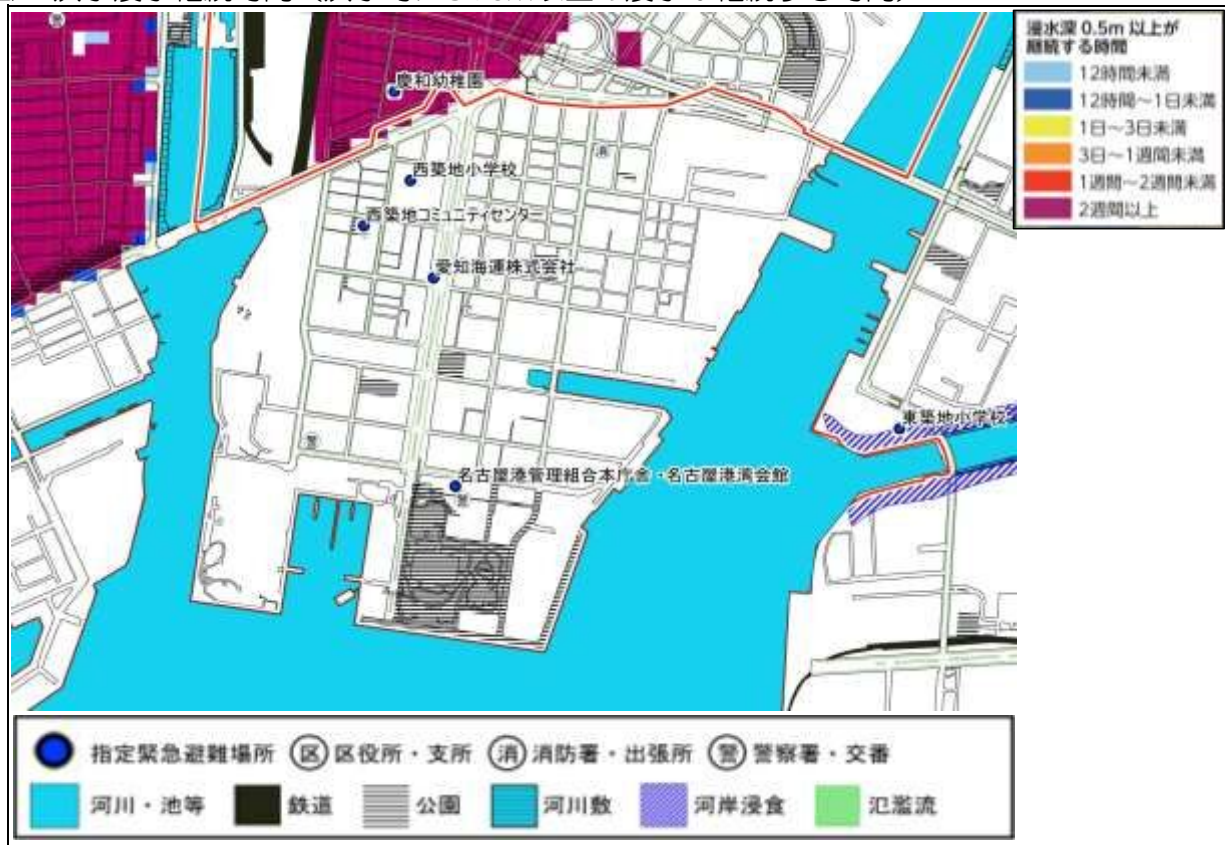 浸水深 0.5m 以上が
継続する時間
12時間未満
12時間～1日未満
1日～3日未満
3日～1週間未満
1週間～2週間未満
2週間以上
慶和幼稚園
消
西築地小学校
西築地コミュニティセンター
愛知海運株式会社
東築地小学校
警
名古屋港管理組合本庁舎・名古屋港湾会館
警
指定緊急避難場所 区 区役所・支所 消 消防署・出張所 警 警察署・交番
河川・池等 鉄道 公園 河川敷 河岸浸食 氾濫流